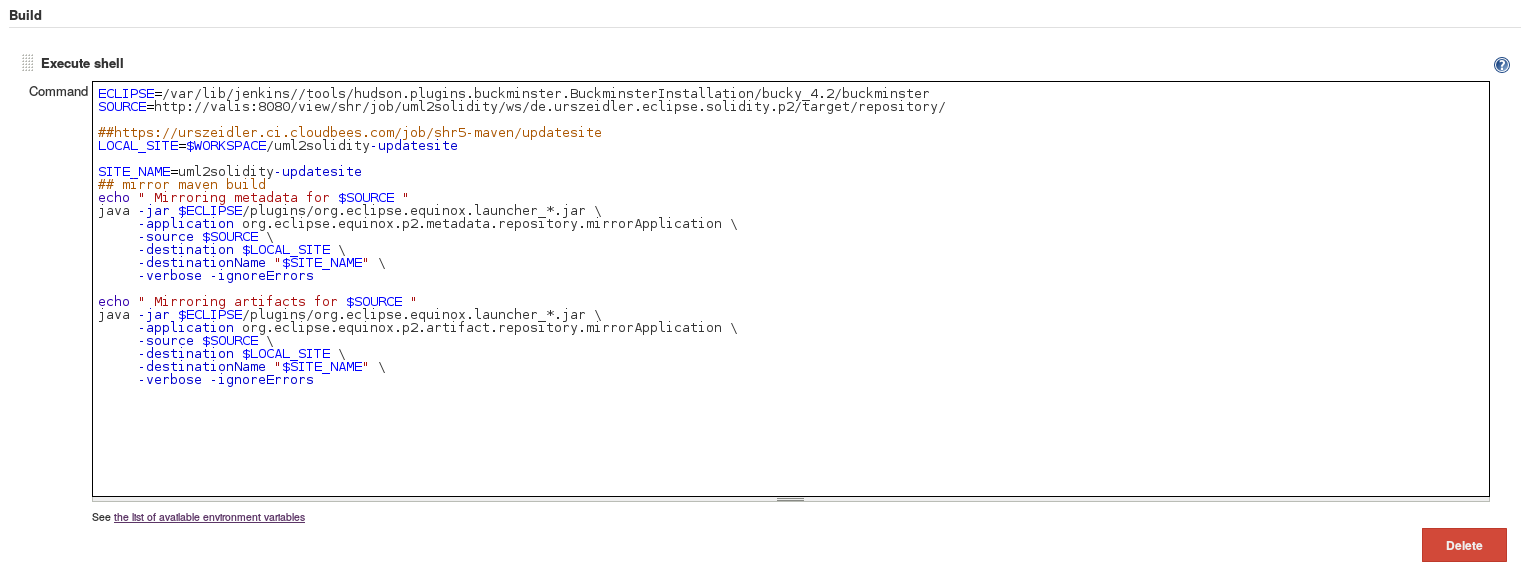 Build
Execute shell
?
Command
ECLIPSE=/var/lib/jenkins//tools/hudson.plugins.buckminster.BuckminsterInstallation/bucky_4.2/buckminster
SOURCE=http://valis:8080/view/shr/job/uml2solidity/ws/de.urszeidler.eclipse.solidity.p2/target/repository/
##https://urszeidler.ci.cloudbees.com/job/shr5-maven/updatesite
LOCAL_SITE=$WORKSPACE/uml2solidity-updatesite
SITE_NAME=uml2solidity-updatesite
## mirror maven build
echo " Mirroring metadata for $SOURCE "
java -jar $ECLIPSE/plugins/org.eclipse.equinox.launcher_*.jar \
-application org.eclipse.equinox.p2.metadata.repository.mirrorApplication \
-source $SOURCE \
-destination $LOCAL_SITE \
-destinationName "$SITE_NAME" \
-verbose -ignoreErrors
echo " Mirroring artifacts for $SOURCE "
java -jar $ECLIPSE/plugins/org.eclipse.equinox.launcher_*.jar \
-application org.eclipse.equinox.p2.artifact.repository.mirrorApplication \
-source $SOURCE \
-destination $LOCAL_SITE \
-destinationName "$SITE_NAME" \
-verbose -ignoreErrors
See the list of available environment variables
Delete